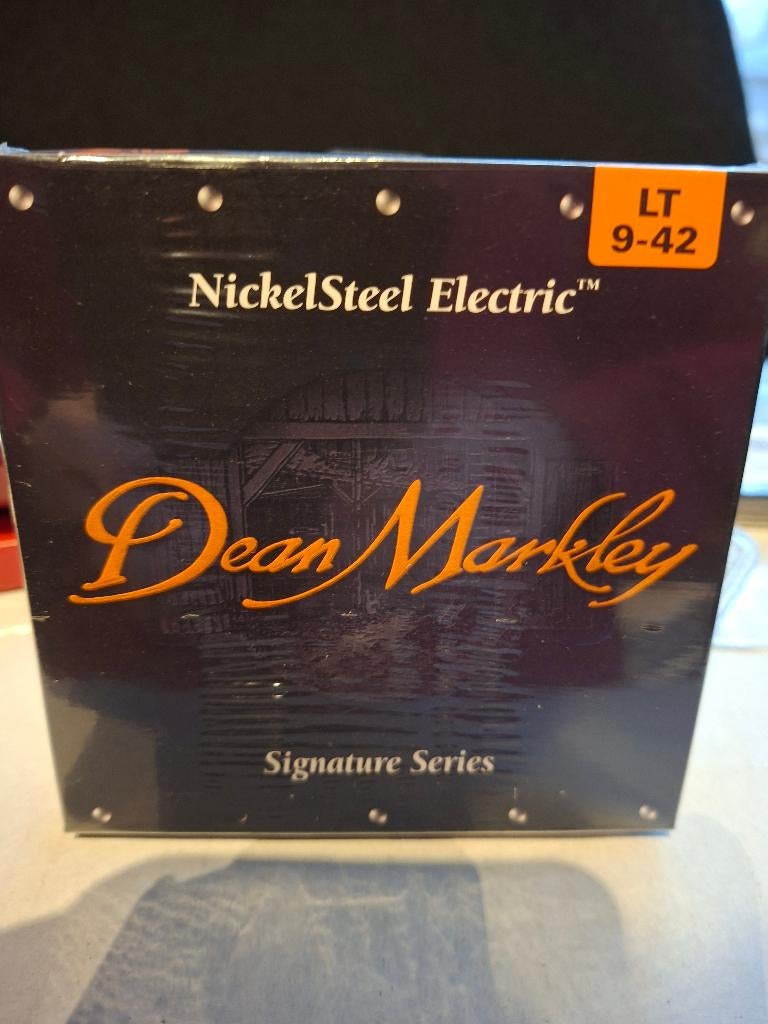 LT
9-42
NickelSteel Electric™
Dean Markley
Signature Series